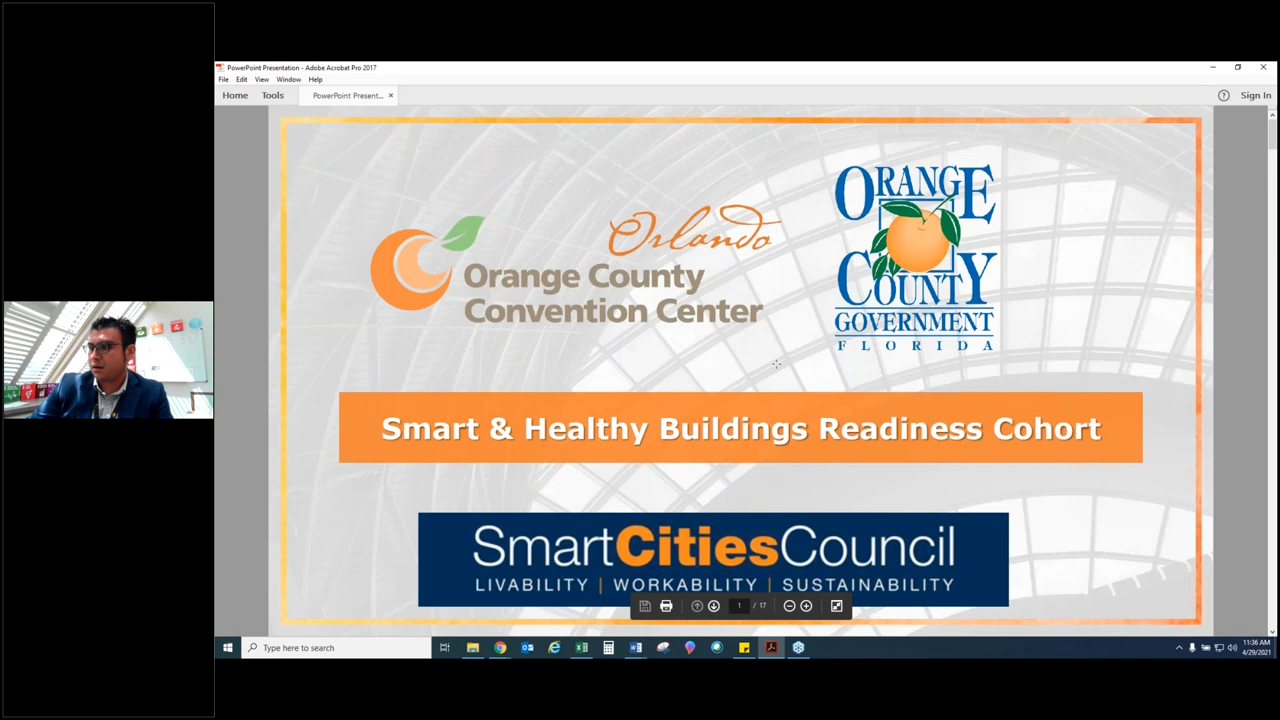 PowerPoint Presentation - Adobe Acrobat Pro 2017
File Edit View Window Help
Home Tools PowerPoint Present... × ? Sign In
Orlando
Orange County
Convention Center
ORANGE
COUNTY
GOVERNMENT
FLORIDA
Smart & Healthy Buildings Readiness Cohort
SmartCitiesCouncil
LIVABILITY | WORKABILITY | SUSTAINABILITY
1 / 17
Type here to search
11:36 AM
4/29/2021